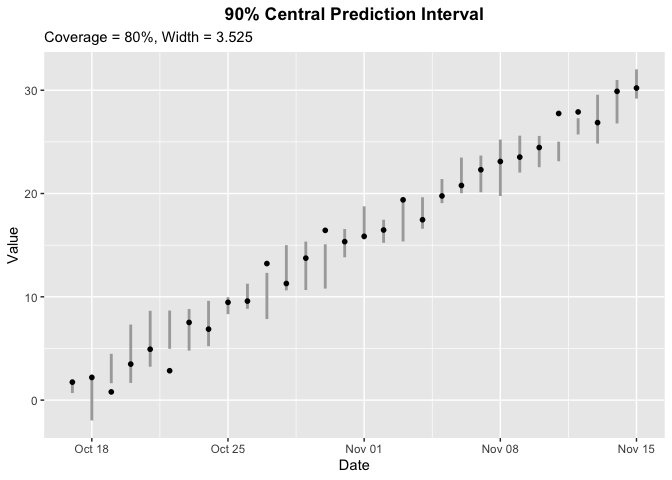 90% Central Prediction Interval
Coverage = 80%, Width = 3.525
Value
30
20
10
0
Oct 18 Oct 25 Nov 01 Nov 08 Nov 15
Date